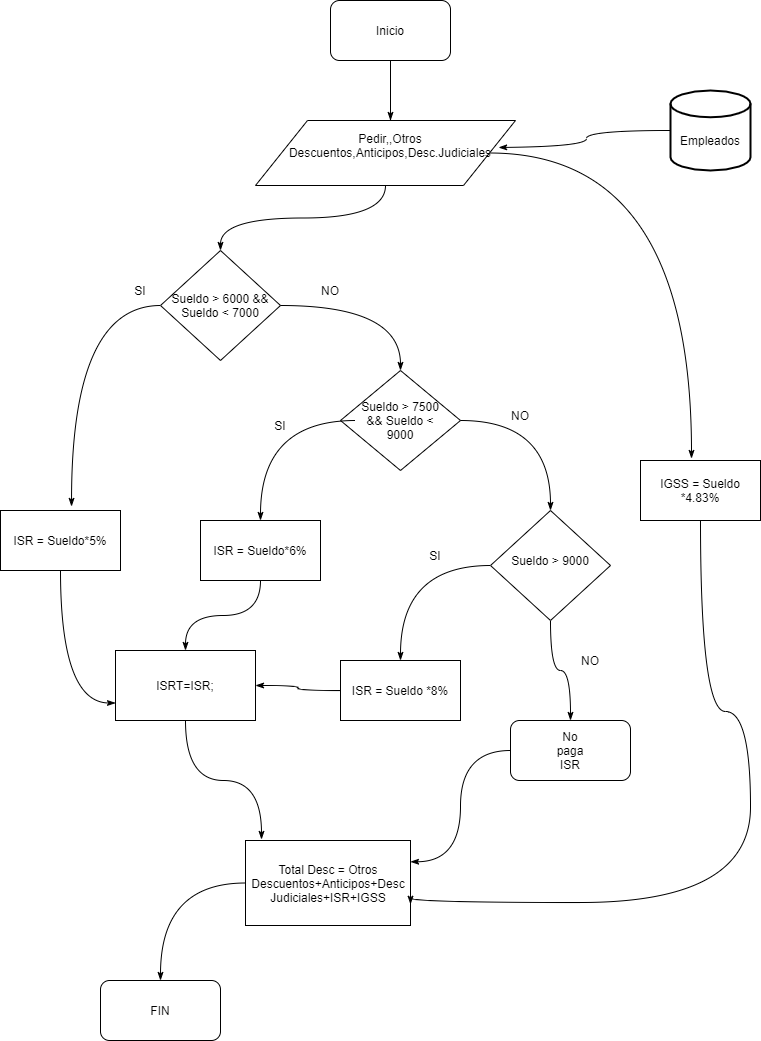 Inicio
Pedir,,Otros
Descuentos,Anticipos,Desc.Judiciales
Empleados
SI
NO
Sueldo > 6000 &&
Sueldo < 7000
Sueldo > 7500
&& Sueldo <
9000
SI
NO
IGSS = Sueldo
*4.83%
ISR = Sueldo*5%
ISR = Sueldo*6%
SI
Sueldo > 9000
NO
ISRT=ISR;
ISR = Sueldo *8%
No
paga
ISR
Total Desc = Otros
Descuentos+Anticipos+Desc
Judiciales+ISR+IGSS
FIN